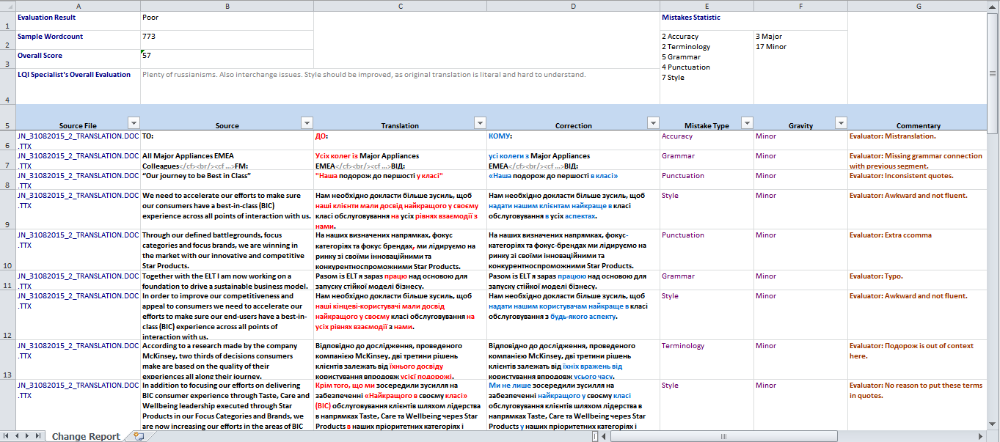 A B C D E F G
1 Evaluation Result Poor Mistakes Statistic
2 Sample Wordcount 773 2 Accuracy 3 Major
2 Terminology 17 Minor
3 Overall Score 57 5 Grammar
4 Punctuation
7 Style
4 LQI Specialist's Overall Evaluation Plenty of russianisms. Also interchange issues. Style should be improved, as original translation is literal and hard to understand.
5 Source File Source Translation Correction Mistake Type Gravity Commentary
6
JN_31082015_2_TRANSLATION.DOC
.TTX
TO:
ДО:
КОМУ:
Accuracy
Minor
Evaluator: Mistranslation.
7
JN_31082015_2_TRANSLATION.DOC
.TTX
All Major Appliances EMEA
Colleagues</cf><br/><cf ...>FM:
Усіх колег із Major Appliances
EMEA</cf><br/><cf ...>ВІД:
усі колеги з Major Appliances
EMEA</cf><br/><cf ...>ВІД:
Grammar
Minor
Evaluator: Missing grammar connection
with previous segment.
8
JN_31082015_2_TRANSLATION.DOC
.TTX
“Our journey to be Best in Class”
"Наша подорож до першості у класі"
«Наша подорож до першості в класі»
Punctuation
Minor
Evaluator: Inconsistent quotes.
9
JN_31082015_2_TRANSLATION.DOC
.TTX
We need to accelerate our efforts to make sure
our consumers have a best-in-class (BIC)
experience across all points of interaction with us.
Нам необхідно докласти більше зусиль, щоб
наші клієнти мали досвід найкращого у своєму
класі обслуговування на усіх рівнях взаємодії з
нами.
Нам необхідно докласти більше зусиль, щоб
надати нашим клієнтам найкраще в класі
обслуговування в усіх аспектах.
Style
Minor
Evaluator: Awkward and not fluent.
10
JN_31082015_2_TRANSLATION.DOC
.TTX
Through our defined battlegrounds, focus
categories and focus brands, we are winning in
the market with our innovative and competitive
Star Products.
На наших визначених напрямках, фокус
категоріях та фокус брендах, ми лідируємо на
ринку зі своїми інноваційними та
конкурентноспроможними Star Products.
На наших визначених напрямках, фокус-
категоріях та фокус-брендах ми лідируємо на
ринку зі своїми інноваційними та
конкурентноспроможними Star Products.
Punctuation
Minor
Evaluator: Extra ccomma
11
JN_31082015_2_TRANSLATION.DOC
.TTX
Together with the ELT I am now working on a
foundation to drive a sustainable business model.
Разом із ELT я зараз працю над основою для
запуску стійкої моделі бізнесу.
Разом із ELT я зараз працюю над основою для
запуску стійкої моделі бізнесу.
Grammar
Minor
Evaluator: Typo.
12
JN_31082015_2_TRANSLATION.DOC
.TTX
In order to improve our competitiveness and
appeal to consumers we need to accelerate our
efforts to make sure our end-users have a best-in-
class (BIC) experience across all points of
interaction with us.
Нам необхідно докласти більше зусиль, щоб
наші кінцеві-користувачі мали досвід
найкращого у своєму класі обслуговування на
усіх рівнях взаємодії з нами.
Нам необхідно докласти більше зусиль, щоб
надати нашим користувачам найкраще в класі
обслуговування з будь-якого аспекту.
Style
Minor
Evaluator: Awkward and not fluent.
13
JN_31082015_2_TRANSLATION.DOC
.TTX
According to a research made by the company
McKinsey, two thirds of decisions consumers
make are based on the quality of their
experiences all along their journey.
Відповідно до дослідження, проведеного
компанією McKinsey, дві третини рішень
клієнтів залежать від їхнього досвіду
користування впродовж усієї подорожі.
Відповідно до дослідження, проведеного
компанією McKinsey, дві третини рішень
клієнтів залежать від їхніх вражень від
користування впродовж усього часу.
Terminology
Minor
Evaluator: Подорож is out of context
here.
JN_31082015_2_TRANSLATION.DOC
.TTX
In addition to focusing our efforts on delivering
BIC consumer experience through Taste, Care and
Wellbeing leadership executed through Star
Products in our Focus Categories and Brands, we
are now increasing our efforts in the areas of BIC
Крім того, що ми зосередили зусилля на
забезпеченні «Найкращого в своєму класі»
(BIC) обслуговування клієнтів шляхом лідерства
в напрямках Taste, Care та Wellbeing через Star
Products в наших пріоритетних категоріях і
Ми не лише зосередили зусилля на
забезпеченні найкращого у своєму класі
обслуговування клієнтів шляхом лідерства в
напрямках Taste, Care та Wellbeing через Star
Products у наших пріоритетних категоріях і
Style
Minor
Evaluator: No reason to put these terms
in quotes.
Change Report